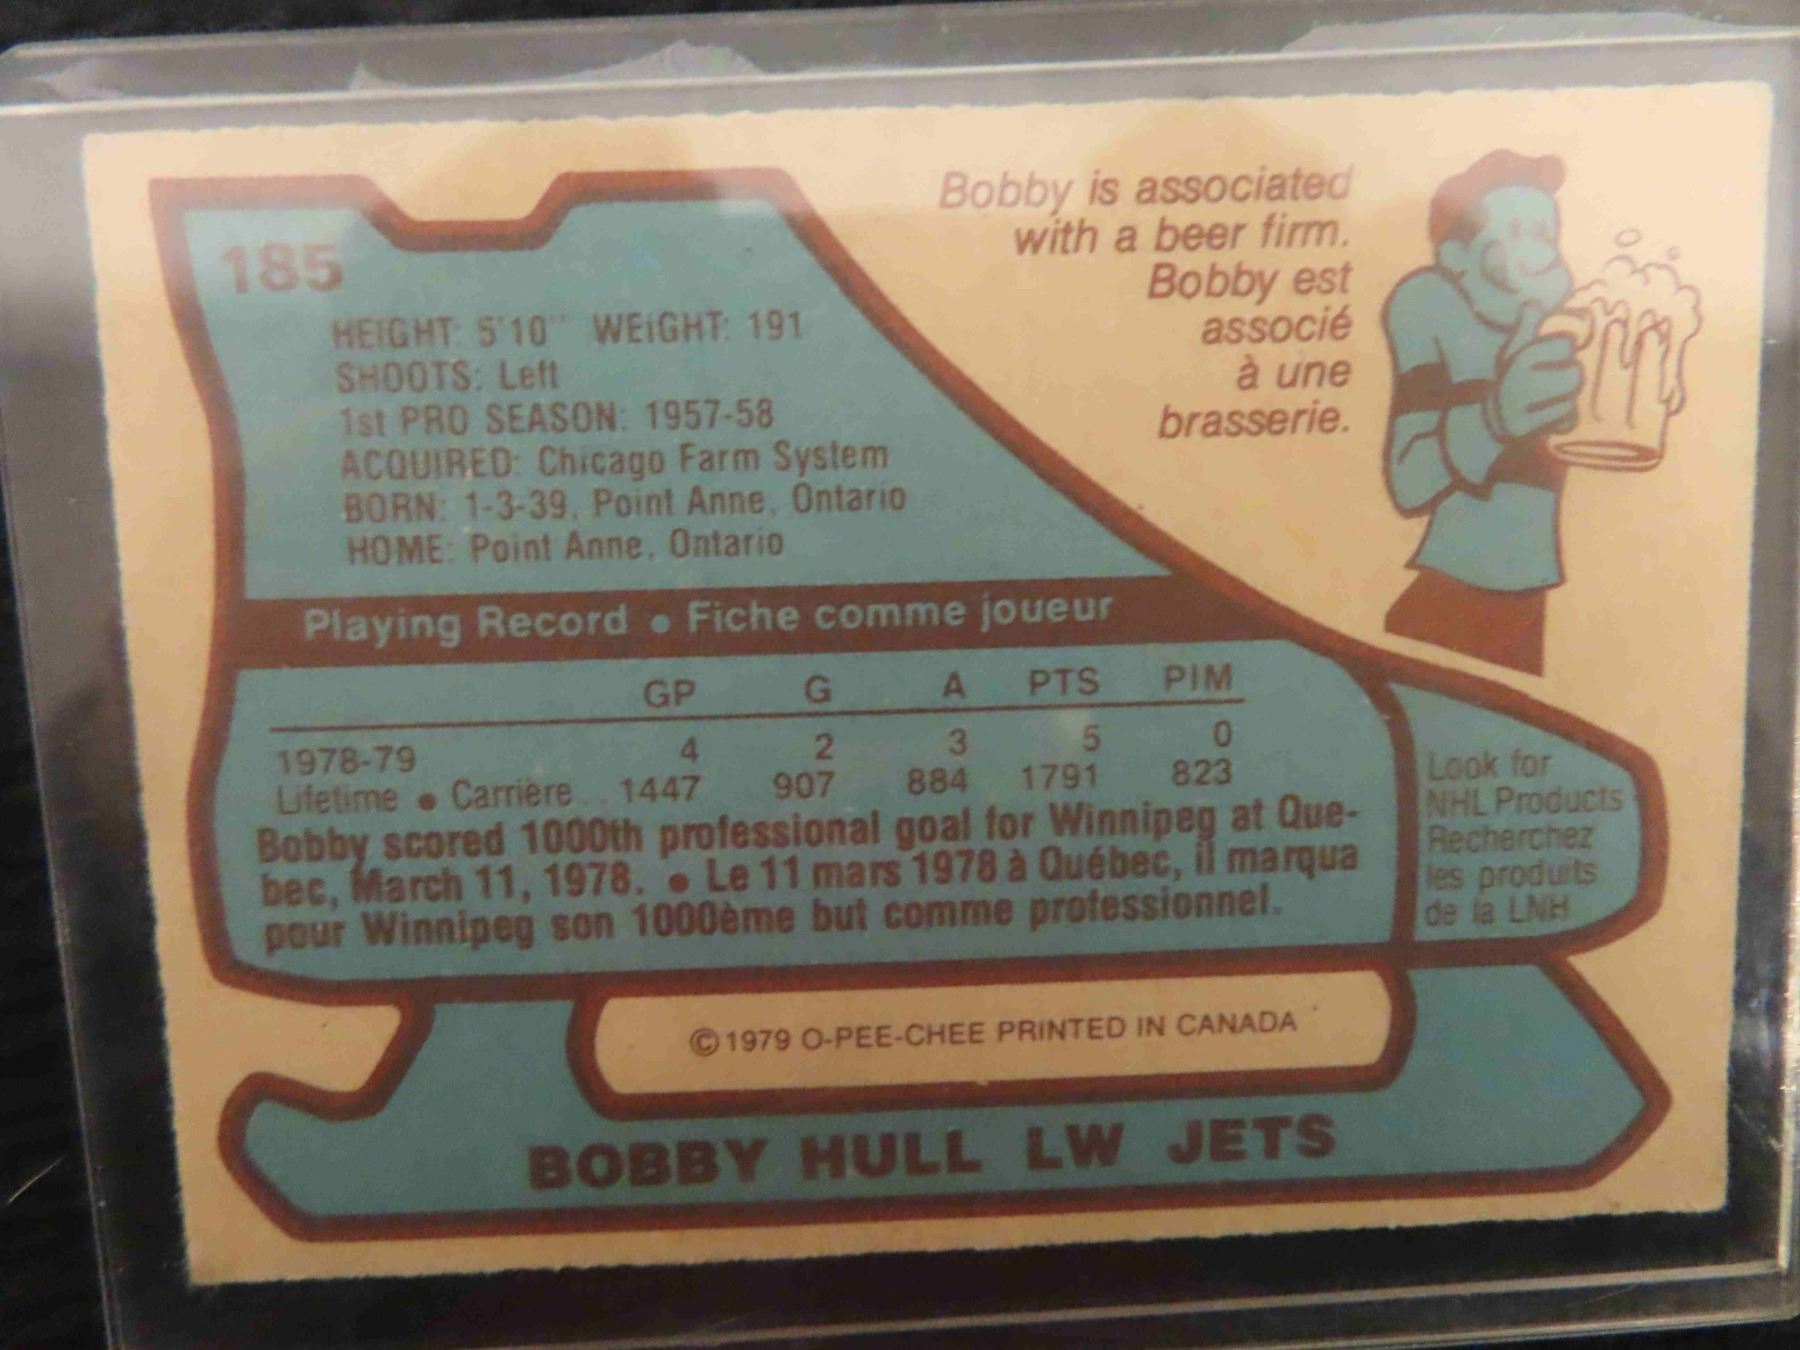 185
HEIGHT: 5'10" WEIGHT: 191
SHOOTS: Left
1st PRO SEASON: 1957-58
ACQUIRED: Chicago Farm System
BORN: 1-3-39, Point Anne, Ontario
HOME: Point Anne, Ontario
Bobby is associated
with a beer firm.
Bobby est
associé
à une
brasserie.
Playing Record • Fiche comme joueur
GP G A PTS PIM
1978-79 4 2 3 5 0
Lifetime • Carrière .. 1447 907 884 1791 823
Bobby scored 1000th professional goal for Winnipeg at Que-
bec, March 11, 1978. • Le 11 mars 1978 à Québec, il marqua
pour Winnipeg son 1000ème but comme professionnel.
Look for
NHL Products
Recherchez
les produits
de la LNH
© 1979 O-PEE-CHEE PRINTED IN CANADA
BOBBY HULL LW JETS